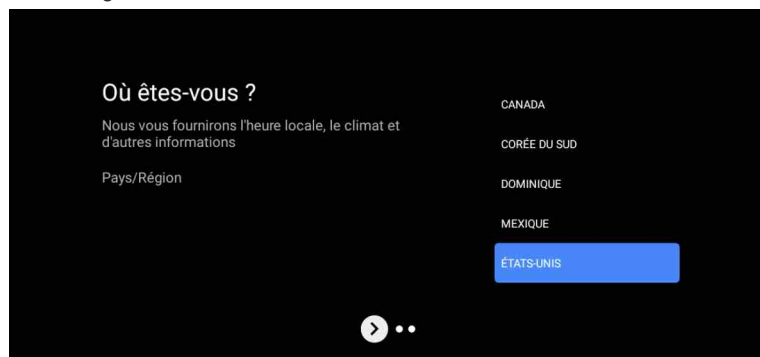 Où êtes-vous ?
Nous vous fournirons l'heure locale, le climat et
d'autres informations
Pays/Région
CANADA
CORÉE DU SUD
DOMINIQUE
MEXIQUE
ÉTATS-UNIS